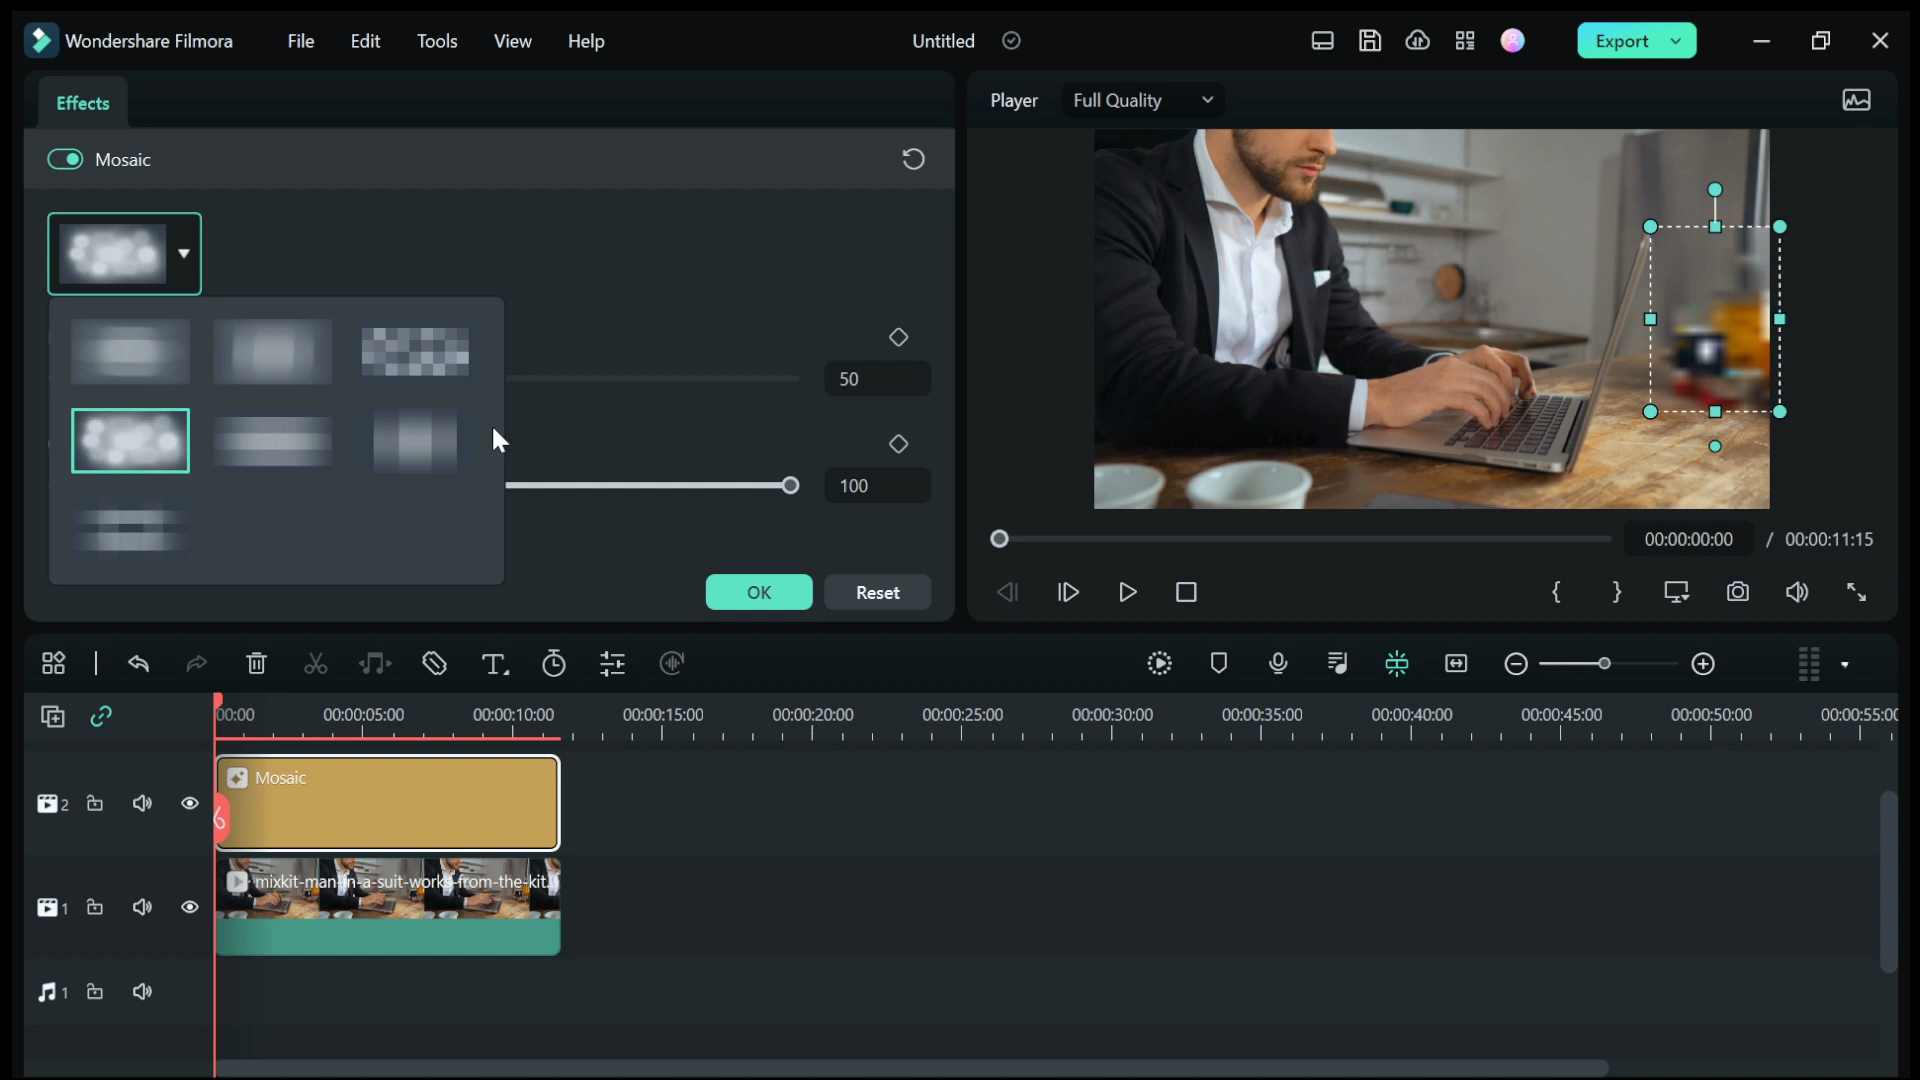 Wondershare Filmora File Edit Tools View Help Untitled Export
Effects
Player Full Quality
Mosaic
50
100
OK Reset
00:00:00:00 / 00:00:11:15
00:00 00:00:05:00 00:00:10:00 00:00:15:00 00:00:20:00 00:00:25:00 00:00:30:00 00:00:35:00 00:00:40:00 00:00:45:00 00:00:50:00 00:00:55:00
Mosaic
2
mixkit-man-in-a-suit-works-from-the-kit...
1
1